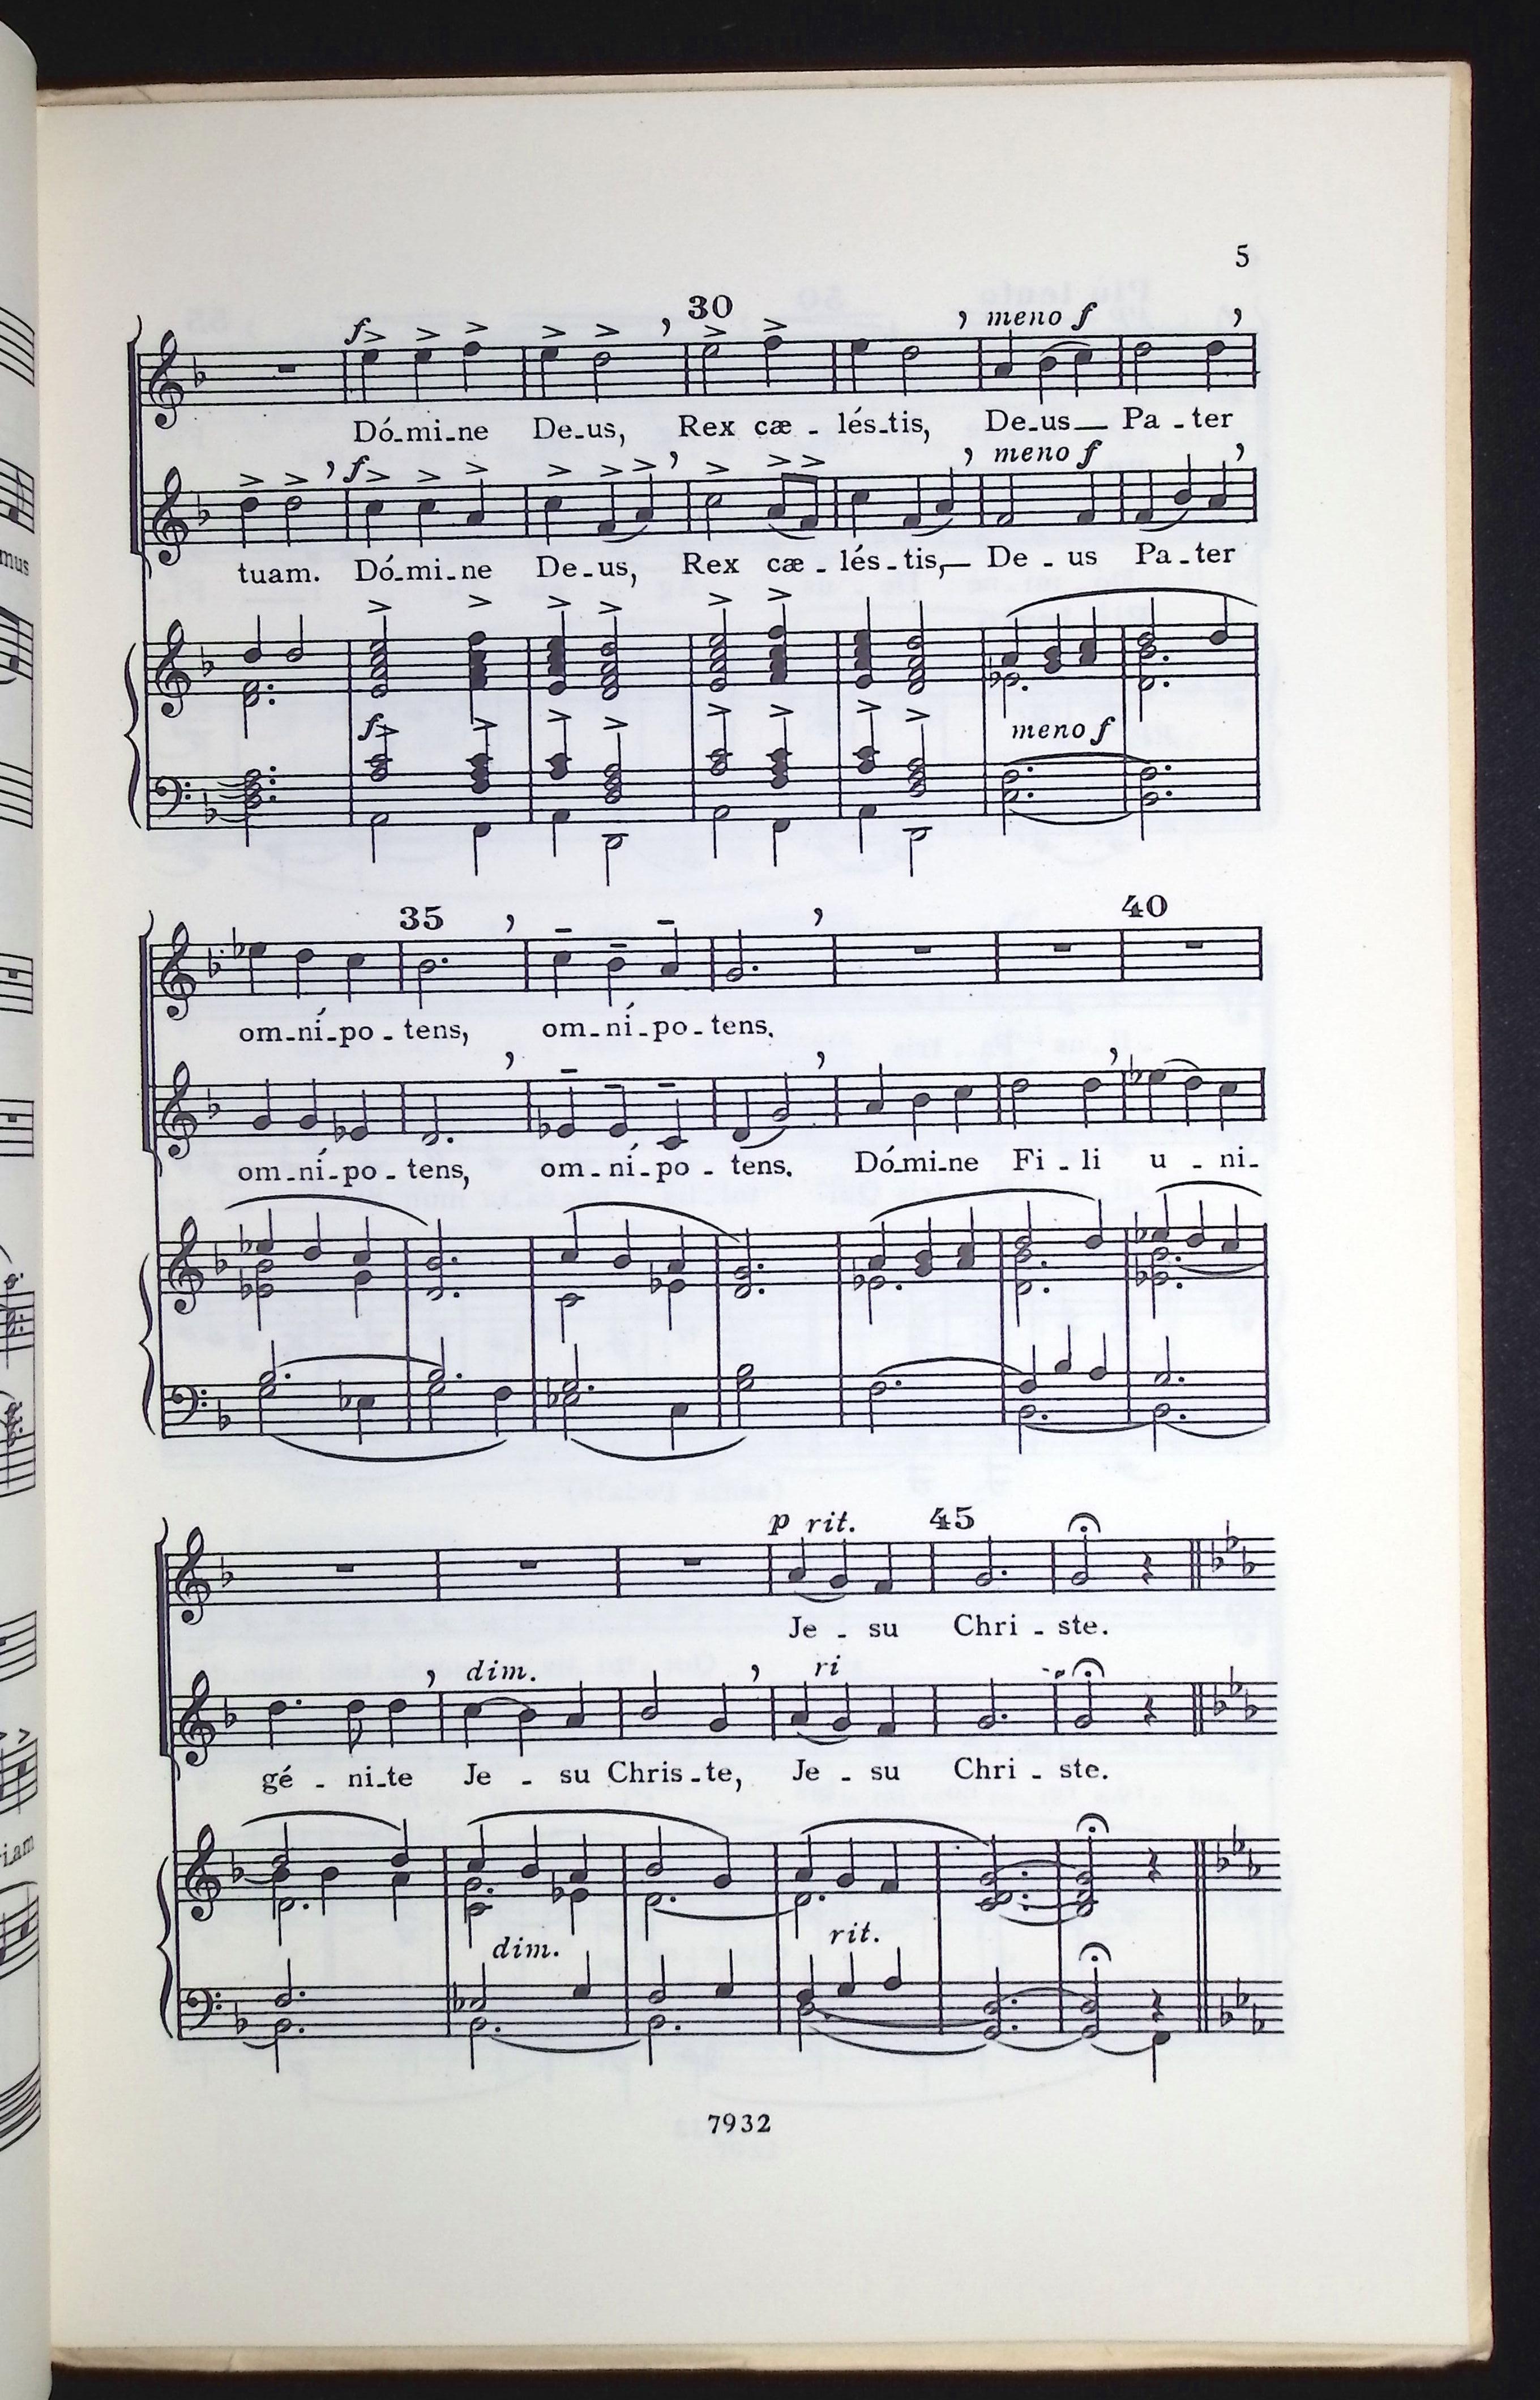 5
30
f meno f
Dó-mi-ne De-us, Rex cæ - lés-tis, De-us Pa-ter
f meno f
tuam. Dó-mi-ne De-us, Rex cæ - lés-tis, De - us Pa-ter
f meno f
35 40
om-ní-po-tens, om-ní-po-tens.
om-ní-po-tens, om-ní-po-tens. Dó-mi-ne Fi-li u - ni-
p rit. 45
Je - su Chri - ste.
dim. ri
gé - ni-te Je - su Chris-te, Je - su Chri - ste.
dim. rit.
7932
mus
iam